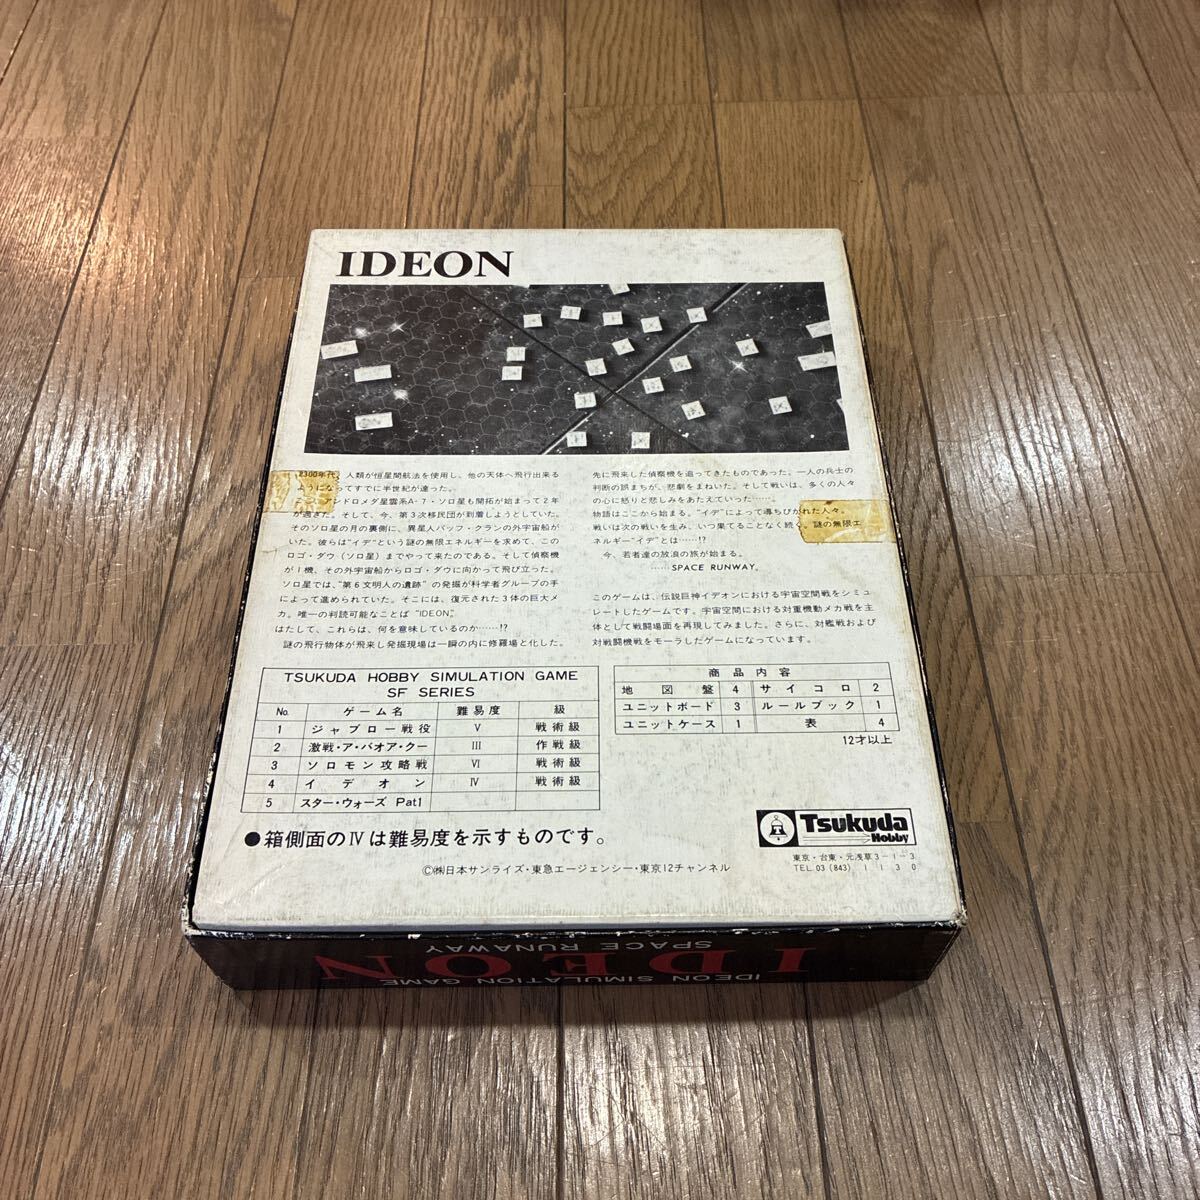 IDEON
2300年代、人類が恒星間航法を使用し、他の天体へ飛行出来る
ようになってすでに半世紀が達った。
ここ、アンドロメダ星雲系A-7・ソロ星も開拓が始まって2年
が過ぎた。そして、今、第3次移民団が到着しようとしていた。
そのソロ星の月の裏側に、異星人バッフ・クランの外宇宙船が
いた。彼らは"イデ"という謎の無限エネルギーを求めて、この
ロゴ・ダウ(ソロ星)までやって来たのである。そして偵察機
が1機、その外宇宙船からロゴ・ダウに向かって飛び立った。
ソロ星では、"第6文明人の遺跡"の発掘が科学者グループの手
によって進められていた。そこには、復元された3体の巨大メ
カ。唯一の判読可能なことば"IDEON"
はたして、これらは、何を意味しているのか……!?
謎の飛行物体が飛来し発掘現場は一瞬の内に修羅場と化した。
先に飛来した偵察機を追ってきたものであった。一人の兵士の
判断の誤まちが、悲劇をまねいた。そして戦いは、多くの人々
の心に怒りと悲しみをあたえていった……
物語はここから始まる。"イデ"によって導ちびかれた人々。
戦いは次の戦いを生み、いつ果てることなく続く。謎の無限エ
ネルギー"イデ"とは……!?
今、若者達の放浪の旅が始まる。
……SPACE RUNWAY。
このゲームは、伝説巨神イデオンにおける宇宙空間戦をシミュ
レートしたゲームです。宇宙空間における対重機動メカ戦を主
体として戦闘場面を再現してみました。さらに、対艦戦および
対戦闘機戦をモーラしたゲームになっています。
TSUKUDA HOBBY SIMULATION GAME
SF SERIES
No. ゲーム名 難易度 級
1 ジャブロー戦役 V 戦術級
2 激戦・ア・バオア・クー III 作戦級
3 ソロモン攻略戦 VI 戦術級
4 イデオン IV 戦術級
5 スター・ウォーズ Pat1
商品内容
地図盤 4 サイコロ 2
ユニットボード 3 ルールブック 1
ユニットケース 1 表 4
12才以上
●箱側面のIVは難易度を示すものです。
Tsukuda
Hobby
東京・台東・元浅草3-1-3
TEL.03(843)1130
©㈱日本サンライズ・東急エージェンシー・東京12チャンネル
IDEON SIMULATION GAME
IDEON
SPACE RUNAWAY